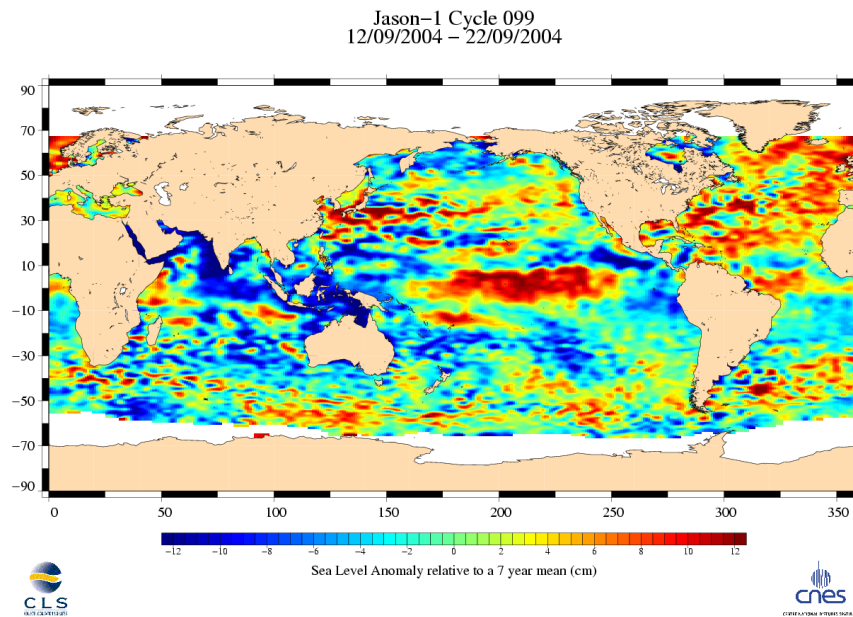 Jason−1 Cycle 099
12/09/2004 − 22/09/2004
90
70
50
30
10
−10
−30
−50
−70
−90
0 50 100 150 200 250 300 350
−12 −10 −8 −6 −4 −2 0 2 4 6 8 10 12
Sea Level Anomaly relative to a 7 year mean (cm)
CLS
cnes